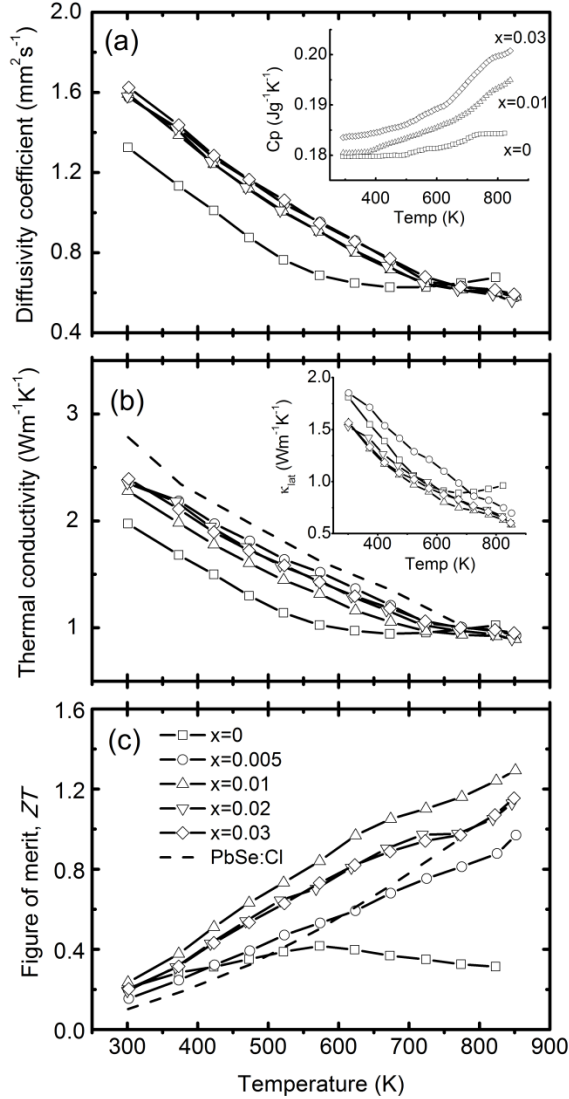 (a)
Diffusivity coefficient (mm²s⁻¹)
2.0
1.6
1.2
0.8
0.4
Cp (Jg⁻¹K⁻¹)
0.20
0.19
0.18
x=0.03
x=0.01
x=0
400 600 800
Temp (K)
(b)
Thermal conductivity (Wm⁻¹K⁻¹)
3
2
1
κlat (Wm⁻¹K⁻¹)
2.0
1.5
1.0
0.5
400 600 800
Temp (K)
(c)
Figure of merit, ZT
1.6
1.2
0.8
0.4
0.0
x=0
x=0.005
x=0.01
x=0.02
x=0.03
PbSe:Cl
300 400 500 600 700 800 900
Temperature (K)